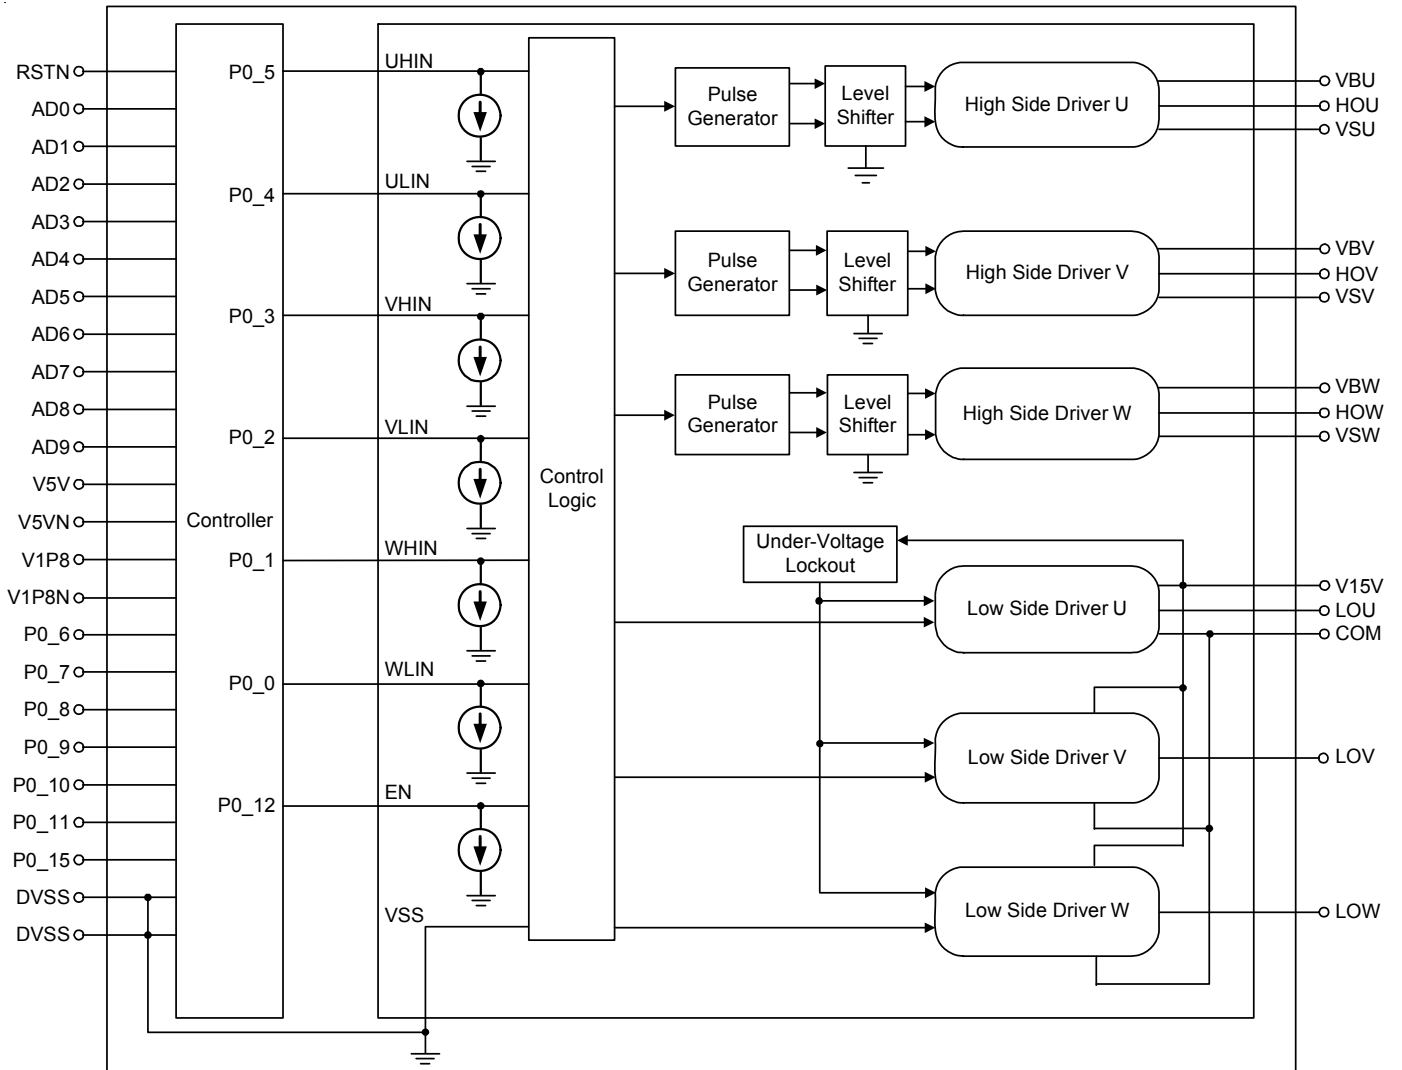 RSTN
AD0
AD1
AD2
AD3
AD4
AD5
AD6
AD7
AD8
AD9
V5V
V5VN
V1P8
V1P8N
P0_6
P0_7
P0_8
P0_9
P0_10
P0_11
P0_15
DVSS
DVSS
Controller
P0_5
P0_4
P0_3
P0_2
P0_1
P0_0
P0_12
UHIN
ULIN
VHIN
VLIN
WHIN
WLIN
EN
VSS
Control
Logic
Pulse
Generator
Level
Shifter
High Side Driver U
VBU
HOU
VSU
Pulse
Generator
Level
Shifter
High Side Driver V
VBV
HOV
VSV
Pulse
Generator
Level
Shifter
High Side Driver W
VBW
HOW
VSW
Under-Voltage
Lockout
Low Side Driver U
V15V
LOU
COM
Low Side Driver V
LOV
Low Side Driver W
LOW